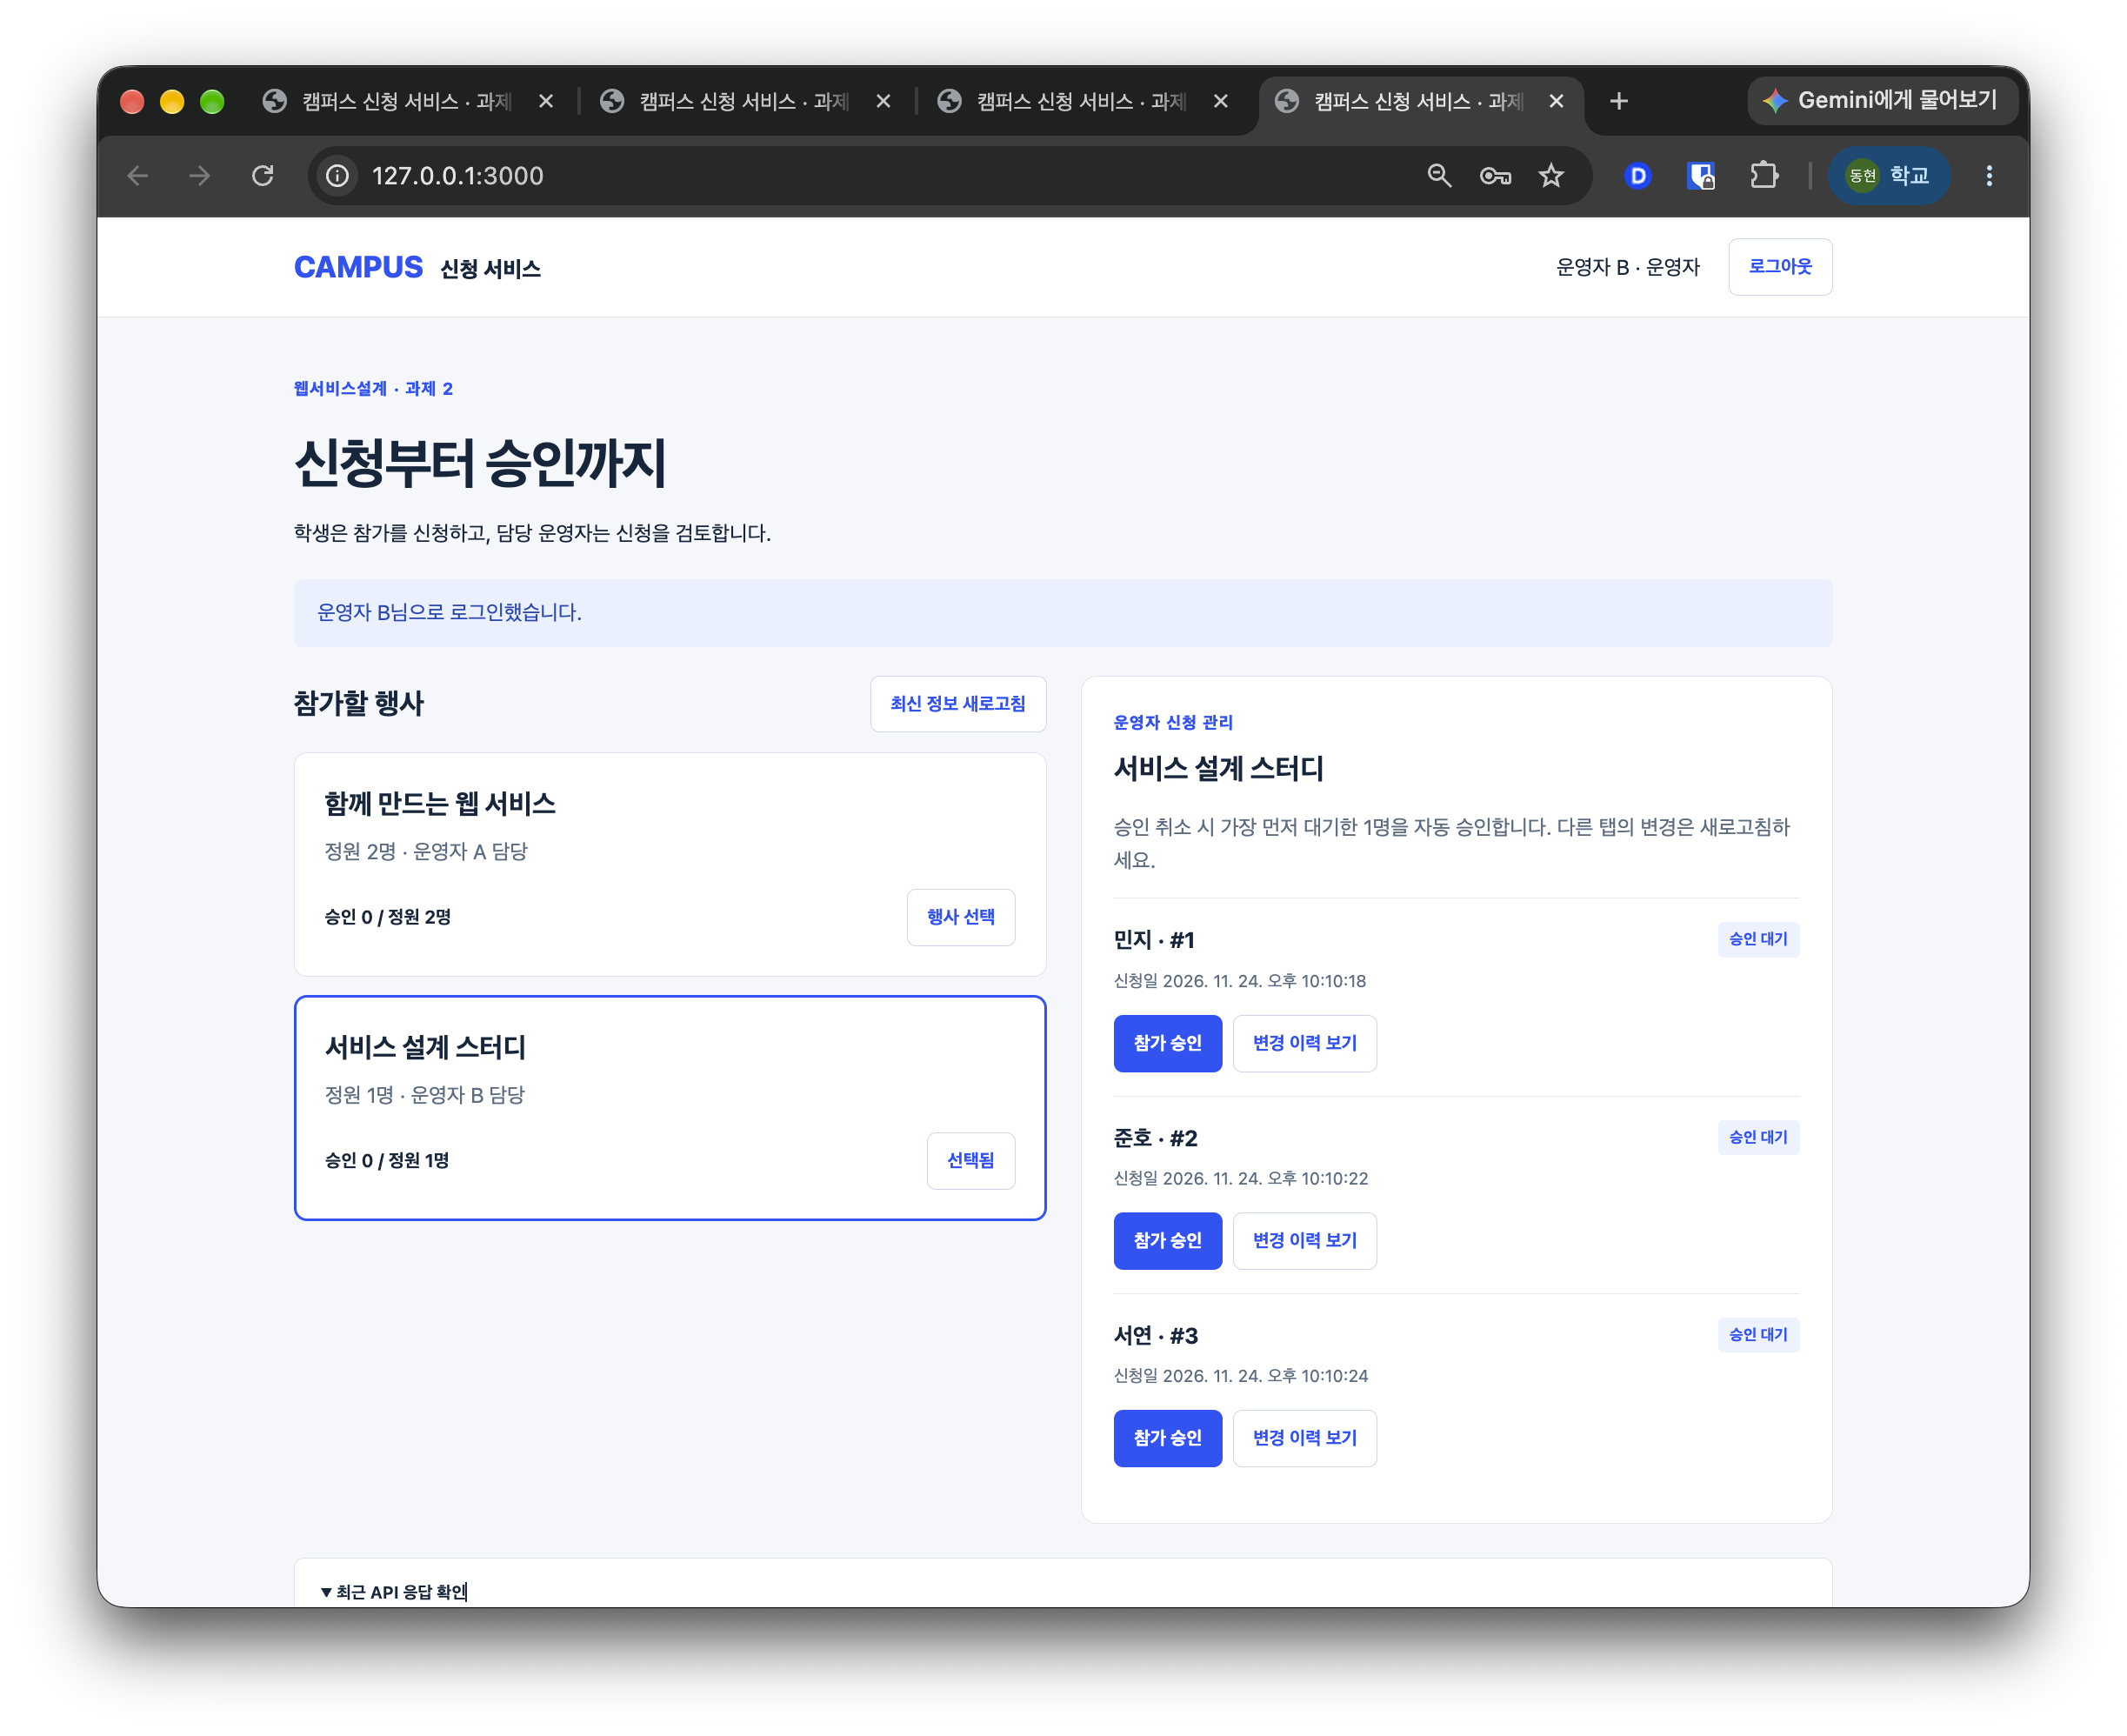 캠퍼스 신청 서비스 · 과제
캠퍼스 신청 서비스 · 과제
캠퍼스 신청 서비스 · 과제
캠퍼스 신청 서비스 · 과제
Gemini에게 물어보기
127.0.0.1:3000
D
동현 학교
CAMPUS 신청 서비스
운영자 B · 운영자
로그아웃
웹서비스설계 · 과제 2
신청부터 승인까지
학생은 참가를 신청하고, 담당 운영자는 신청을 검토합니다.
운영자 B님으로 로그인했습니다.
참가할 행사
최신 정보 새로고침
함께 만드는 웹 서비스
정원 2명 · 운영자 A 담당
승인 0 / 정원 2명
행사 선택
서비스 설계 스터디
정원 1명 · 운영자 B 담당
승인 0 / 정원 1명
선택됨
운영자 신청 관리
서비스 설계 스터디
승인 취소 시 가장 먼저 대기한 1명을 자동 승인합니다. 다른 탭의 변경은 새로고침하
세요.
민지 · #1
승인 대기
신청일 2026. 11. 24. 오후 10:10:18
참가 승인
변경 이력 보기
준호 · #2
승인 대기
신청일 2026. 11. 24. 오후 10:10:22
참가 승인
변경 이력 보기
서연 · #3
승인 대기
신청일 2026. 11. 24. 오후 10:10:24
참가 승인
변경 이력 보기
▼ 최근 API 응답 확인